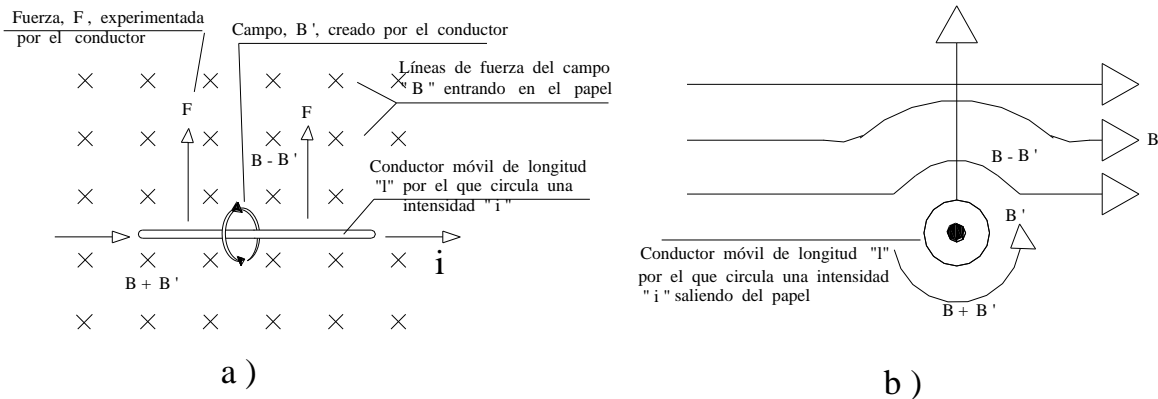 Fuerza, F , experimentada
por el conductor
Campo, B ', creado por el conductor
Líneas de fuerza del campo
" B " entrando en el papel
F
F
B - B '
Conductor móvil de longitud
"l" por el que circula una
intensidad " i "
i
B + B '
a )
B
B - B '
B '
Conductor móvil de longitud "l"
por el que circula una intensidad
" i " saliendo del papel
B + B '
b )